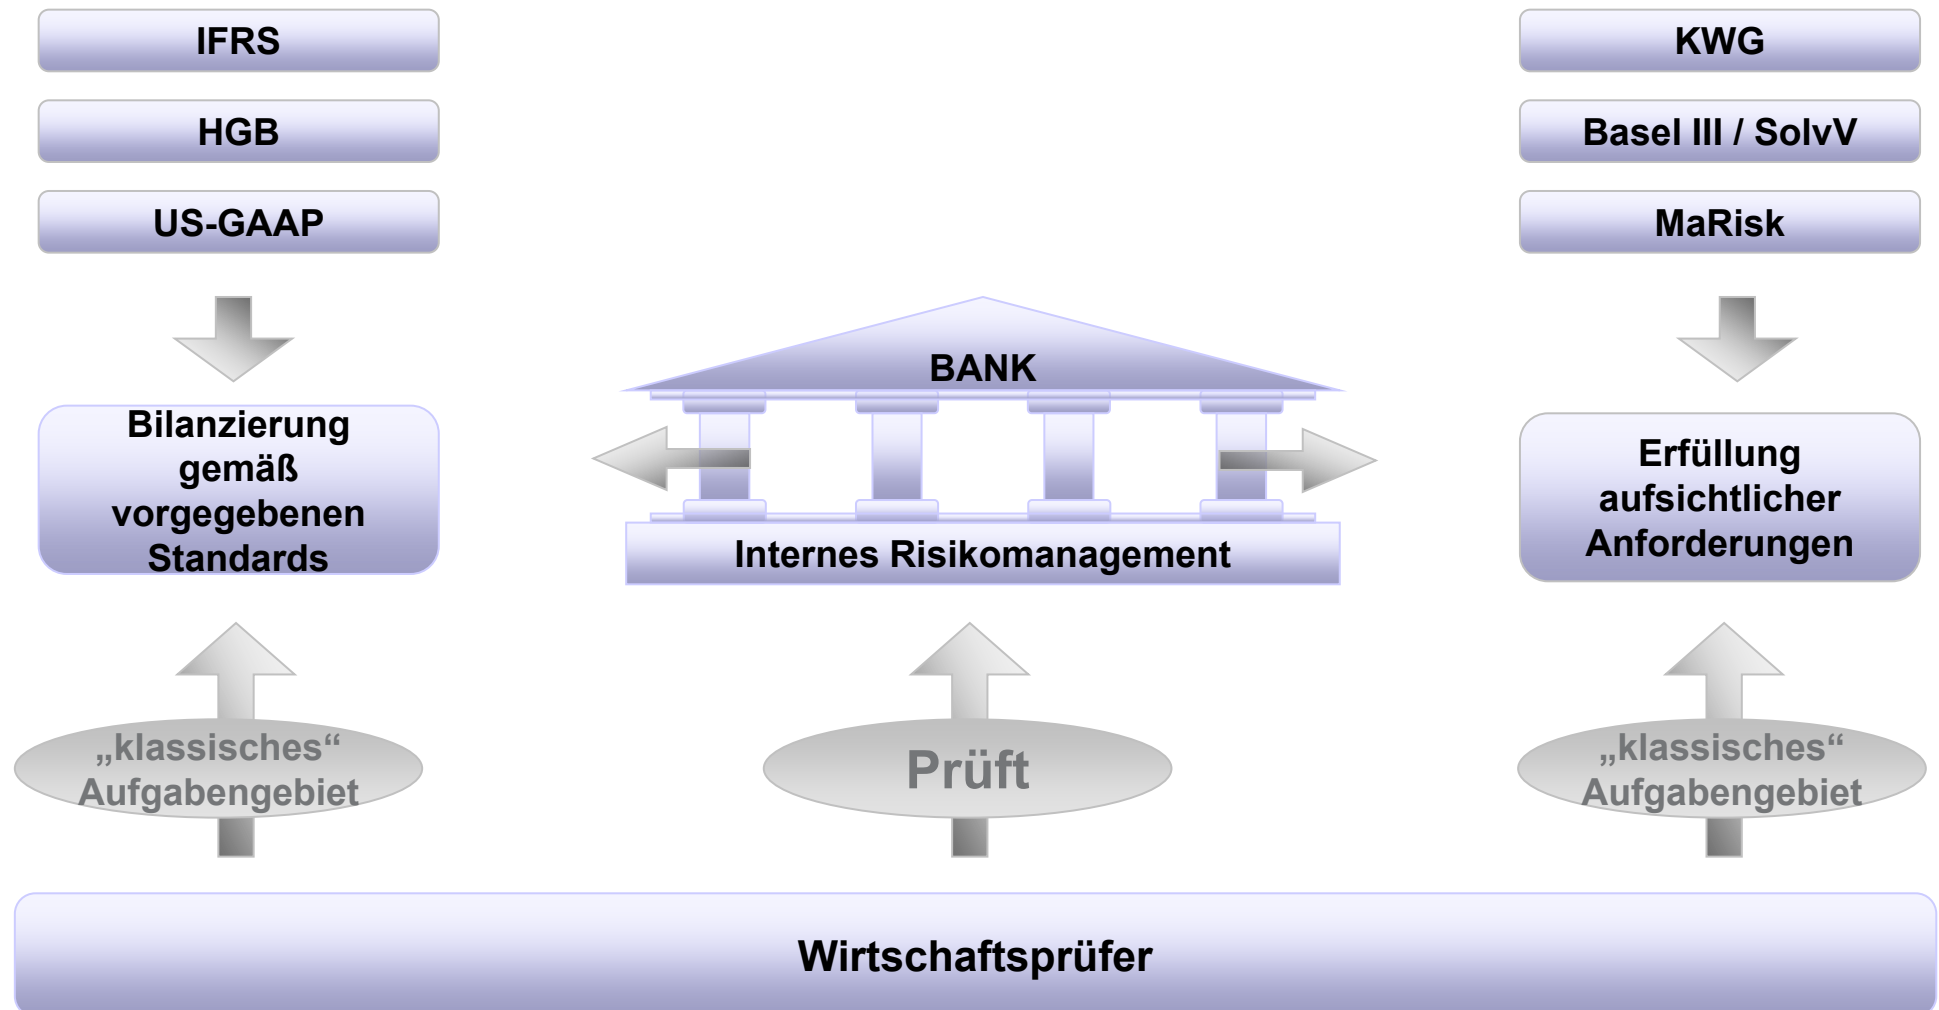 IFRS
HGB
US-GAAP
Bilanzierung
gemäß
vorgegebenen
Standards
„klassisches“
Aufgabengebiet
BANK
Internes Risikomanagement
Prüft
KWG
Basel III / SolvV
MaRisk
Erfüllung
aufsichtlicher
Anforderungen
„klassisches“
Aufgabengebiet
Wirtschaftsprüfer